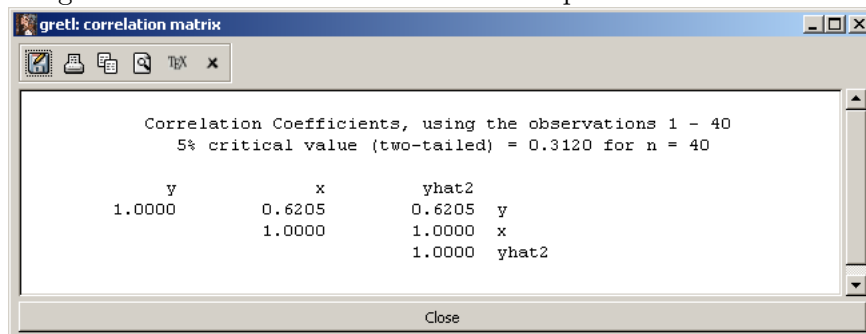 gretl: correlation matrix
TEX
Correlation Coefficients, using the observations 1 - 40
5% critical value (two-tailed) = 0.3120 for n = 40
y x yhat2
1.0000 0.6205 0.6205 y
1.0000 1.0000 x
1.0000 yhat2
Close